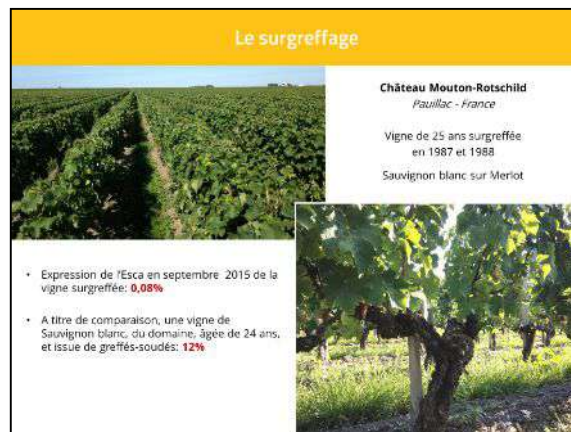 Le surgreffage
Château Mouton-Rotschild
Pauillac - France
Vigne de 25 ans surgreffée
en 1987 et 1988
Sauvignon blanc sur Merlot
• Expression de l'Esca en septembre 2015 de la
vigne surgreffée: 0,08%
• A titre de comparaison, une vigne de
Sauvignon blanc, du domaine, âgée de 24 ans,
et issue de greffés-soudés: 12%